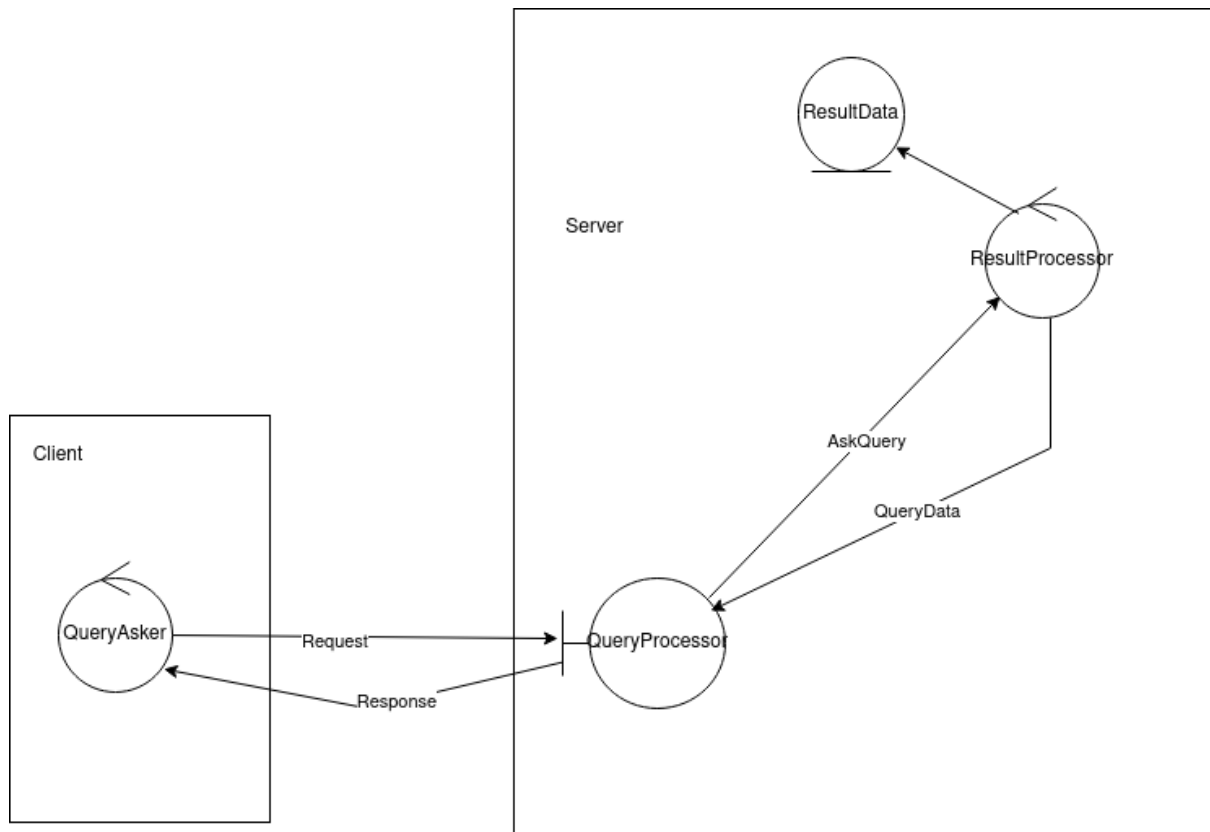 ResultData
Server
ResultProcessor
AskQuery
Client
QueryData
QueryAsker
Request
QueryProcessor
Response